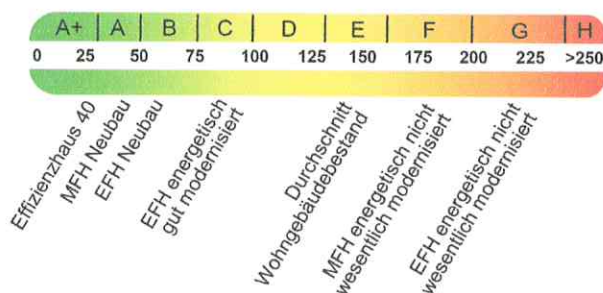 A+ A B C D E F G H
0 25 50 75 100 125 150 175 200 225 >250
Effizienzhaus 40
MFH Neubau
EFH Neubau
EFH energetisch
gut modernisiert
Durchschnitt
Wohngebäudebestand
MFH energetisch nicht
wesentlich modernisiert
EFH energetisch nicht
wesentlich modernisiert